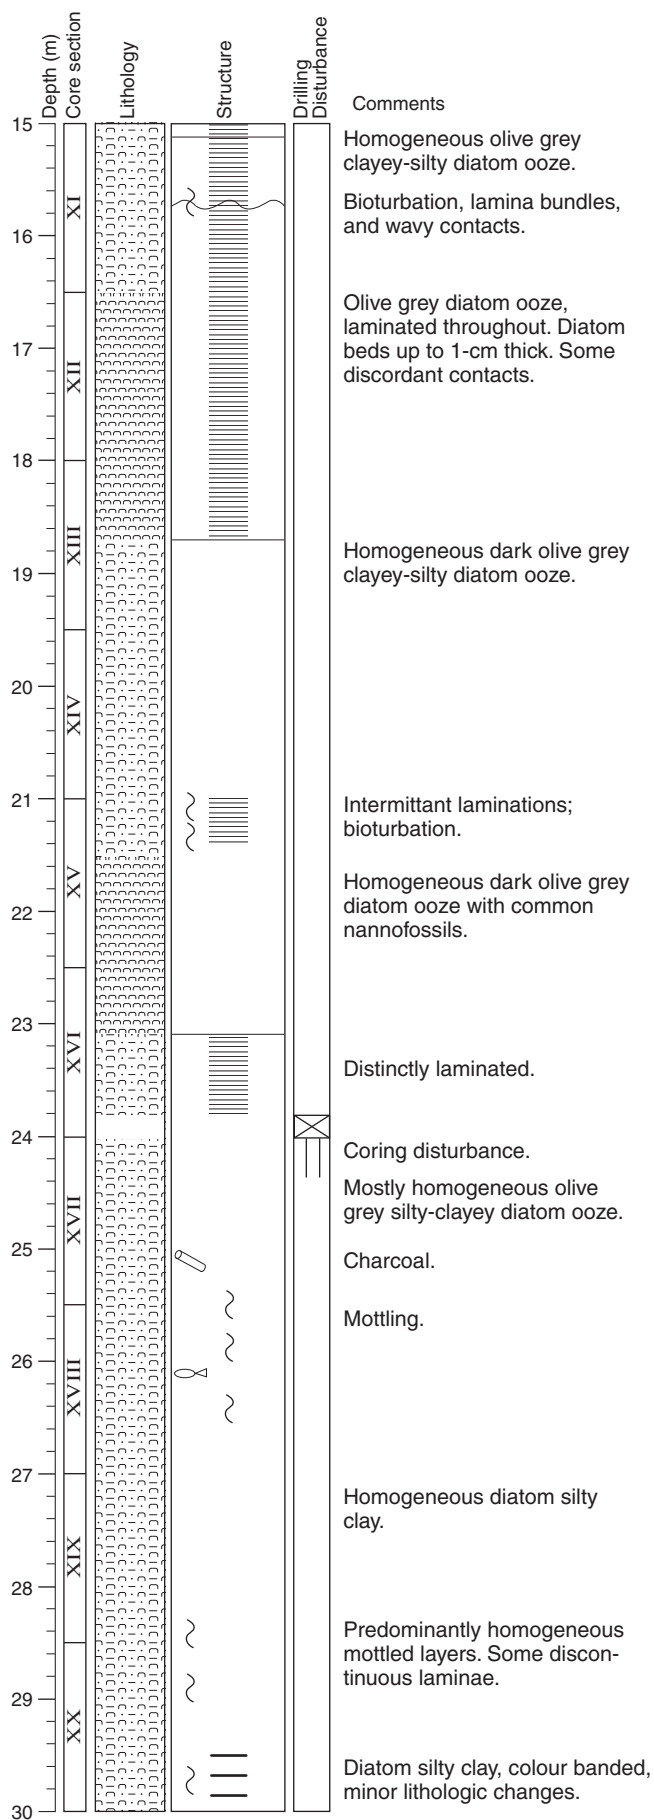 Depth (m)
Core section
Lithology
Structure
Drilling
Disturbance
Comments
15
Homogeneous olive grey
clayey-silty diatom ooze.
XI
Bioturbation, lamina bundles,
and wavy contacts.
16
Olive grey diatom ooze,
laminated throughout. Diatom
beds up to 1-cm thick. Some
discordant contacts.
17
XII
18
XIII
Homogeneous dark olive grey
clayey-silty diatom ooze.
19
20
XIV
21
Intermittant laminations;
bioturbation.
XV
Homogeneous dark olive grey
diatom ooze with common
nannofossils.
22
23
XVI
Distinctly laminated.
24
Coring disturbance.
Mostly homogeneous olive
grey silty-clayey diatom ooze.
XVII
25
Charcoal.
Mottling.
26
XVIII
27
Homogeneous diatom silty
clay.
XIX
28
Predominantly homogeneous
mottled layers. Some discon-
tinuous laminae.
29
XX
Diatom silty clay, colour banded,
minor lithologic changes.
30